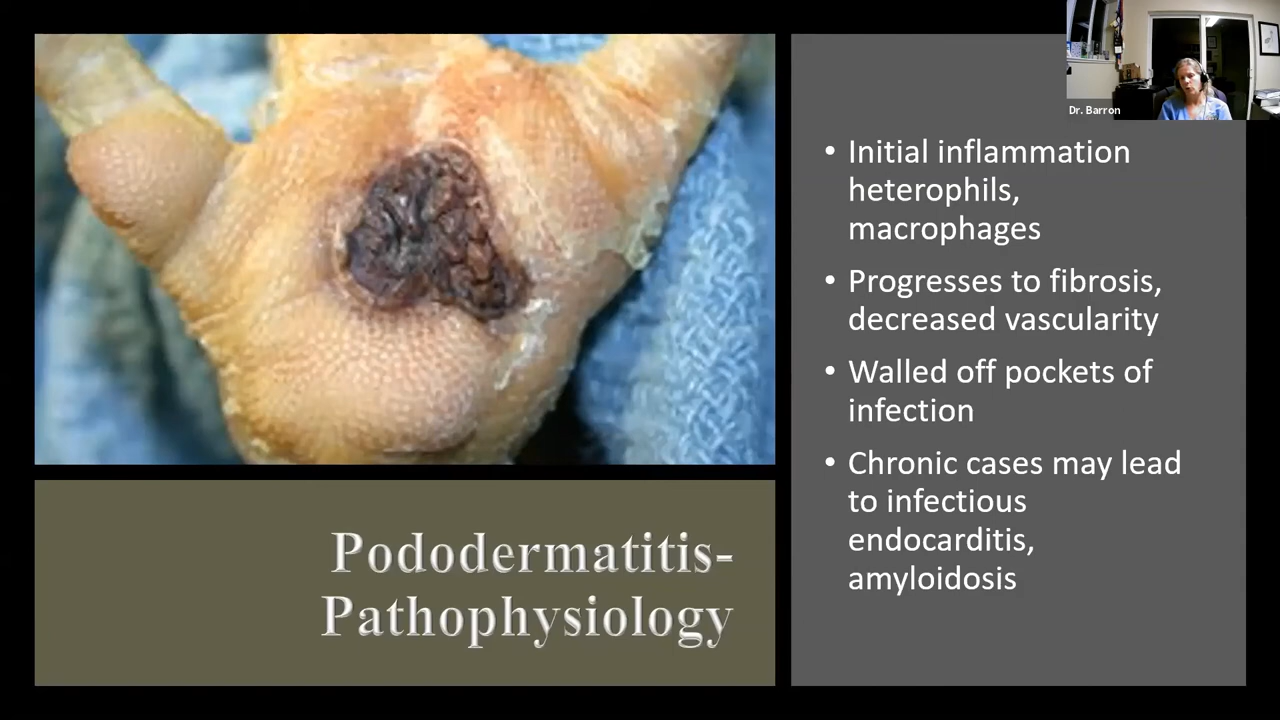 Dr. Barron
• Initial inflammation
heterophils,
macrophages
• Progresses to fibrosis,
decreased vascularity
• Walled off pockets of
infection
• Chronic cases may lead
to infectious
endocarditis,
amyloidosis
Pododermatitis-
Pathophysiology